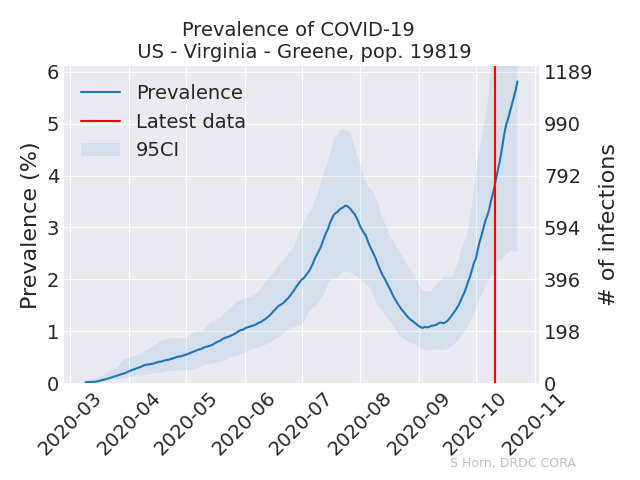 Prevalence of COVID-19
US - Virginia - Greene, pop. 19819
Prevalence (%)
6
5
4
3
2
1
0
Prevalence
Latest data
95CI
1189
990
792
594
396
198
0
# of infections
2020-03
2020-04
2020-05
2020-06
2020-07
2020-08
2020-09
2020-10
2020-11
S Horn, DRDC CORA